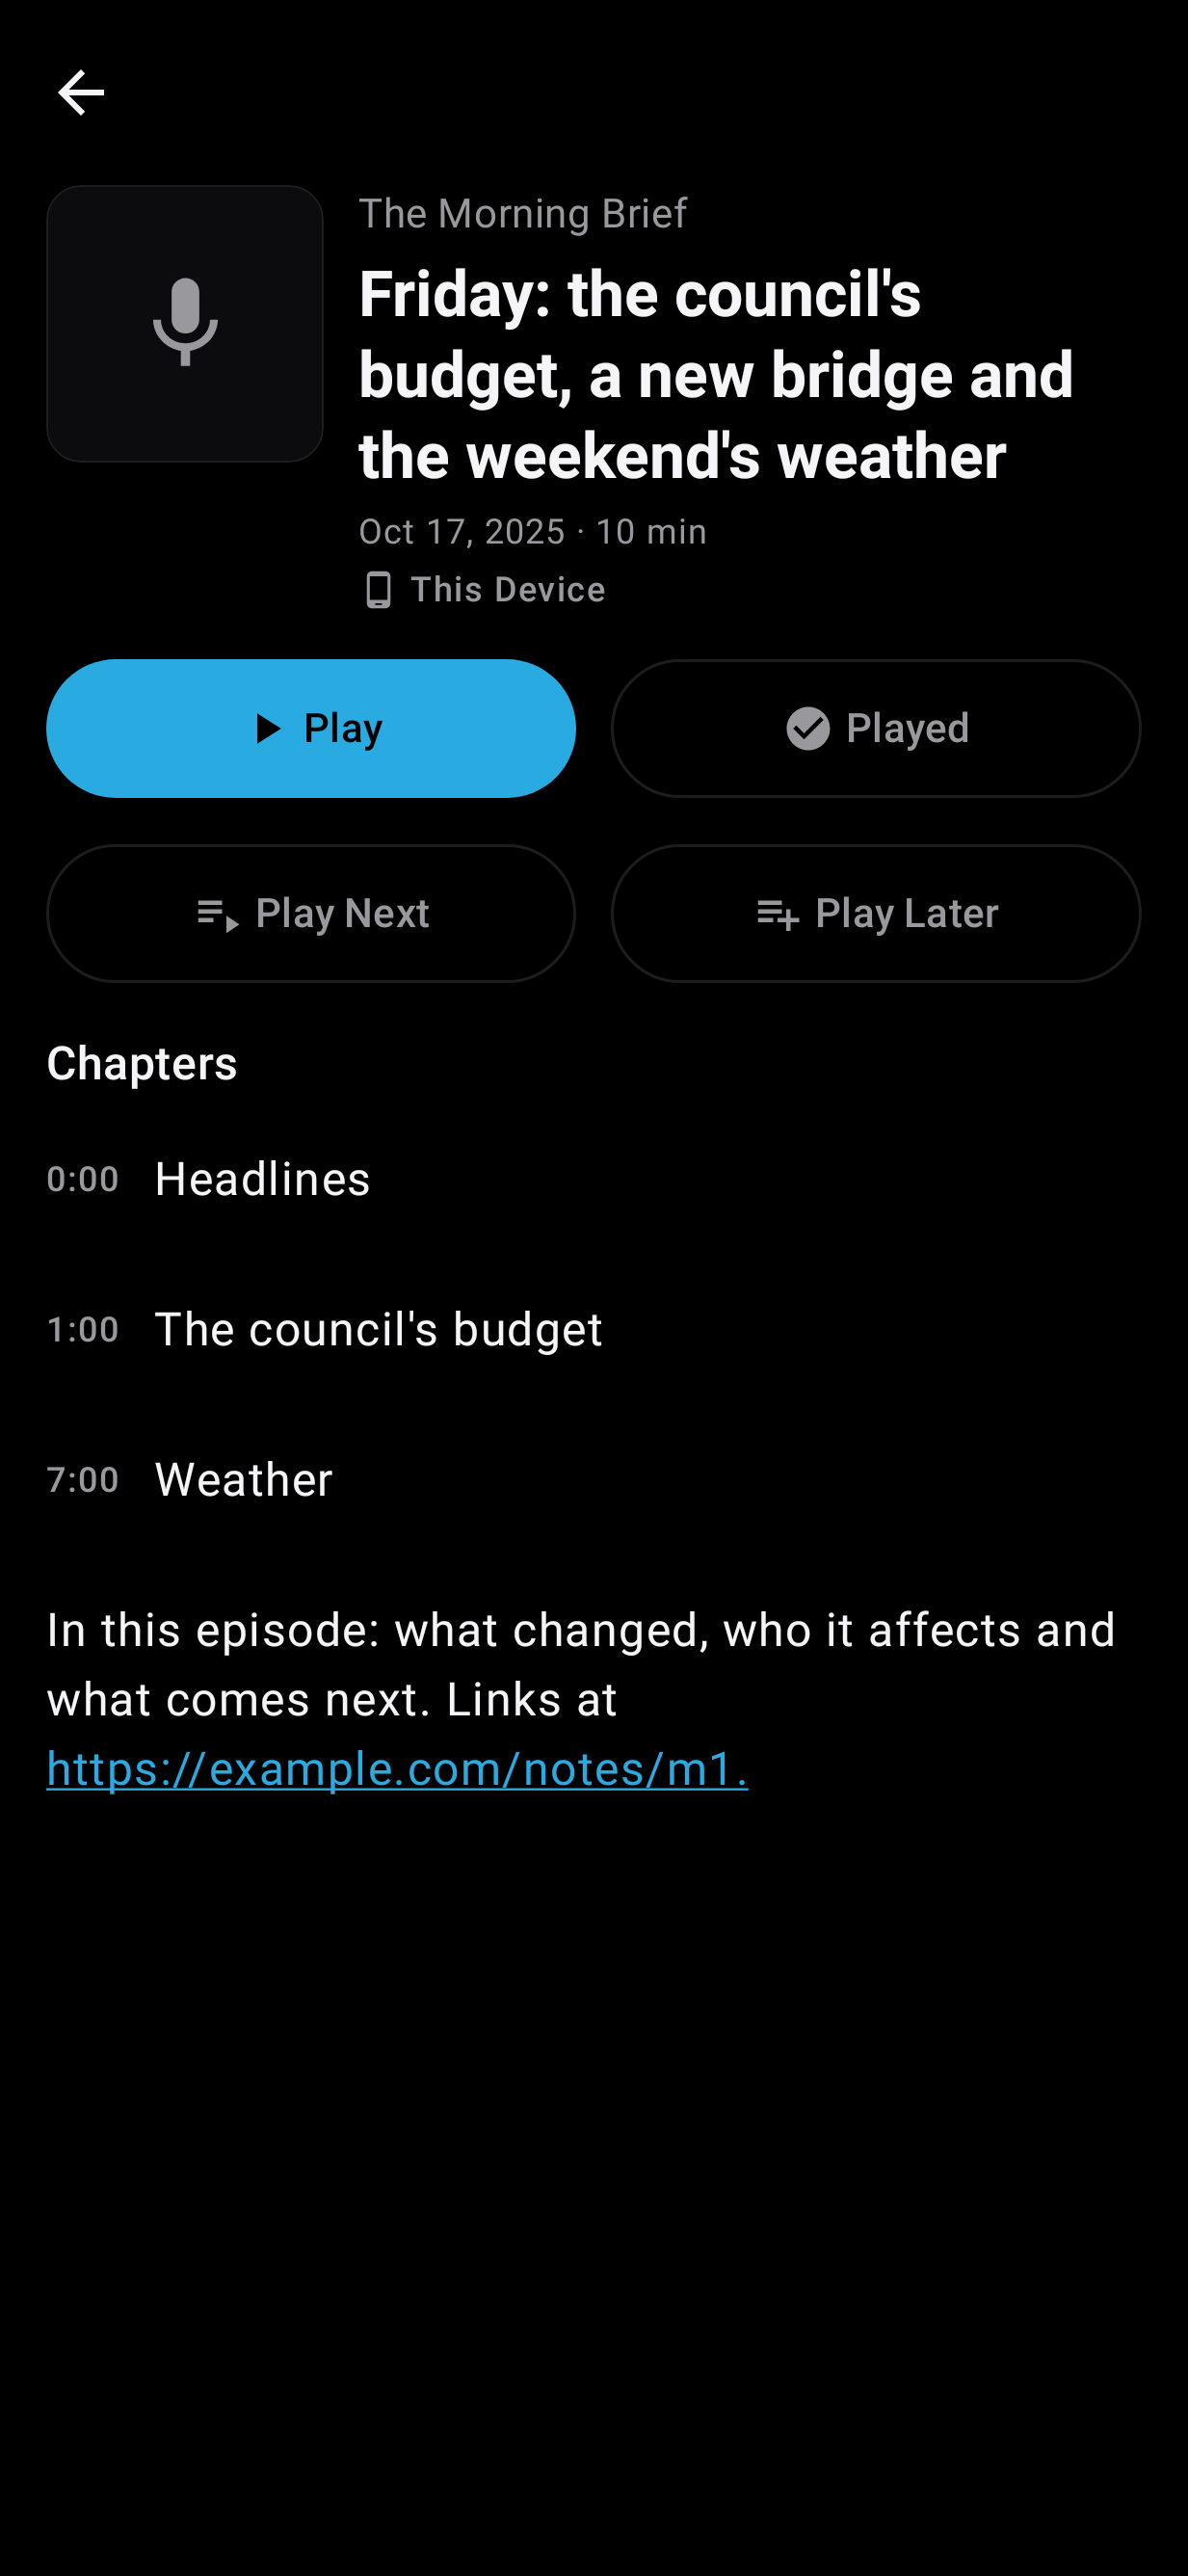 The Morning Brief
Friday: the council's
budget, a new bridge and
the weekend's weather
Oct 17, 2025 · 10 min
This Device
Play
Played
Play Next
Play Later
Chapters
0:00 Headlines
1:00 The council's budget
7:00 Weather
In this episode: what changed, who it affects and
what comes next. Links at
https://example.com/notes/m1.